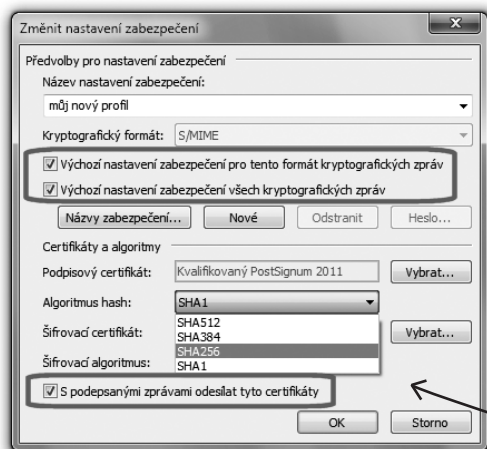 Změnit nastavení zabezpečení
Předvolby pro nastavení zabezpečení
Název nastavení zabezpečení:
můj nový profil
Kryptografický formát: S/MIME
Výchozí nastavení zabezpečení pro tento formát kryptografických zpráv
Výchozí nastavení zabezpečení všech kryptografických zpráv
Názvy zabezpečení... Nové Odstranit Heslo...
Certifikáty a algoritmy
Podpisový certifikát: Kvalifikovaný PostSignum 2011 Vybrat...
Algoritmus hash: SHA1
SHA512
Šifrovací certifikát: SHA384 Vybrat...
SHA256
Šifrovací algoritmus: SHA1
S podepsanými zprávami odesílat tyto certifikáty
OK Storno